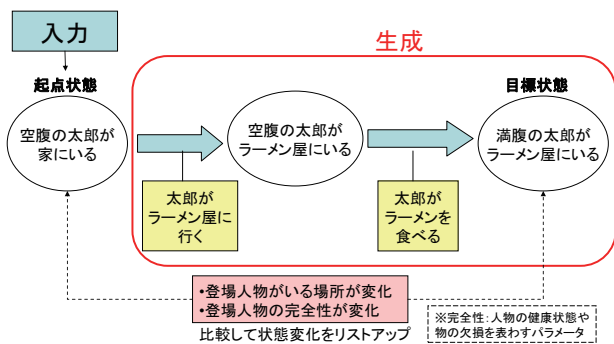 入力
生成
起点状態
目標状態
空腹の太郎が
家にいる
空腹の太郎が
ラーメン屋にいる
満腹の太郎が
ラーメン屋にいる
太郎が
ラーメン屋に
行く
太郎が
ラーメンを
食べる
・登場人物がいる場所が変化
・登場人物の完全性が変化
比較して状態変化をリストアップ
※完全性:人物の健康状態や
物の欠損を表わすパラメータ